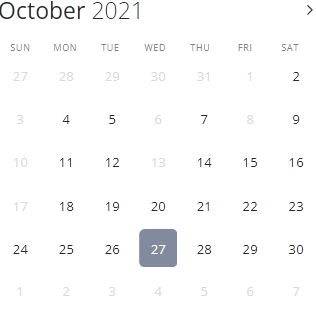 October 2021
SUN MON TUE WED THU FRI SAT
27 28 29 30 31 1 2
3 4 5 6 7 8 9
10 11 12 13 14 15 16
17 18 19 20 21 22 23
24 25 26 27 28 29 30
1 2 3 4 5 6 7